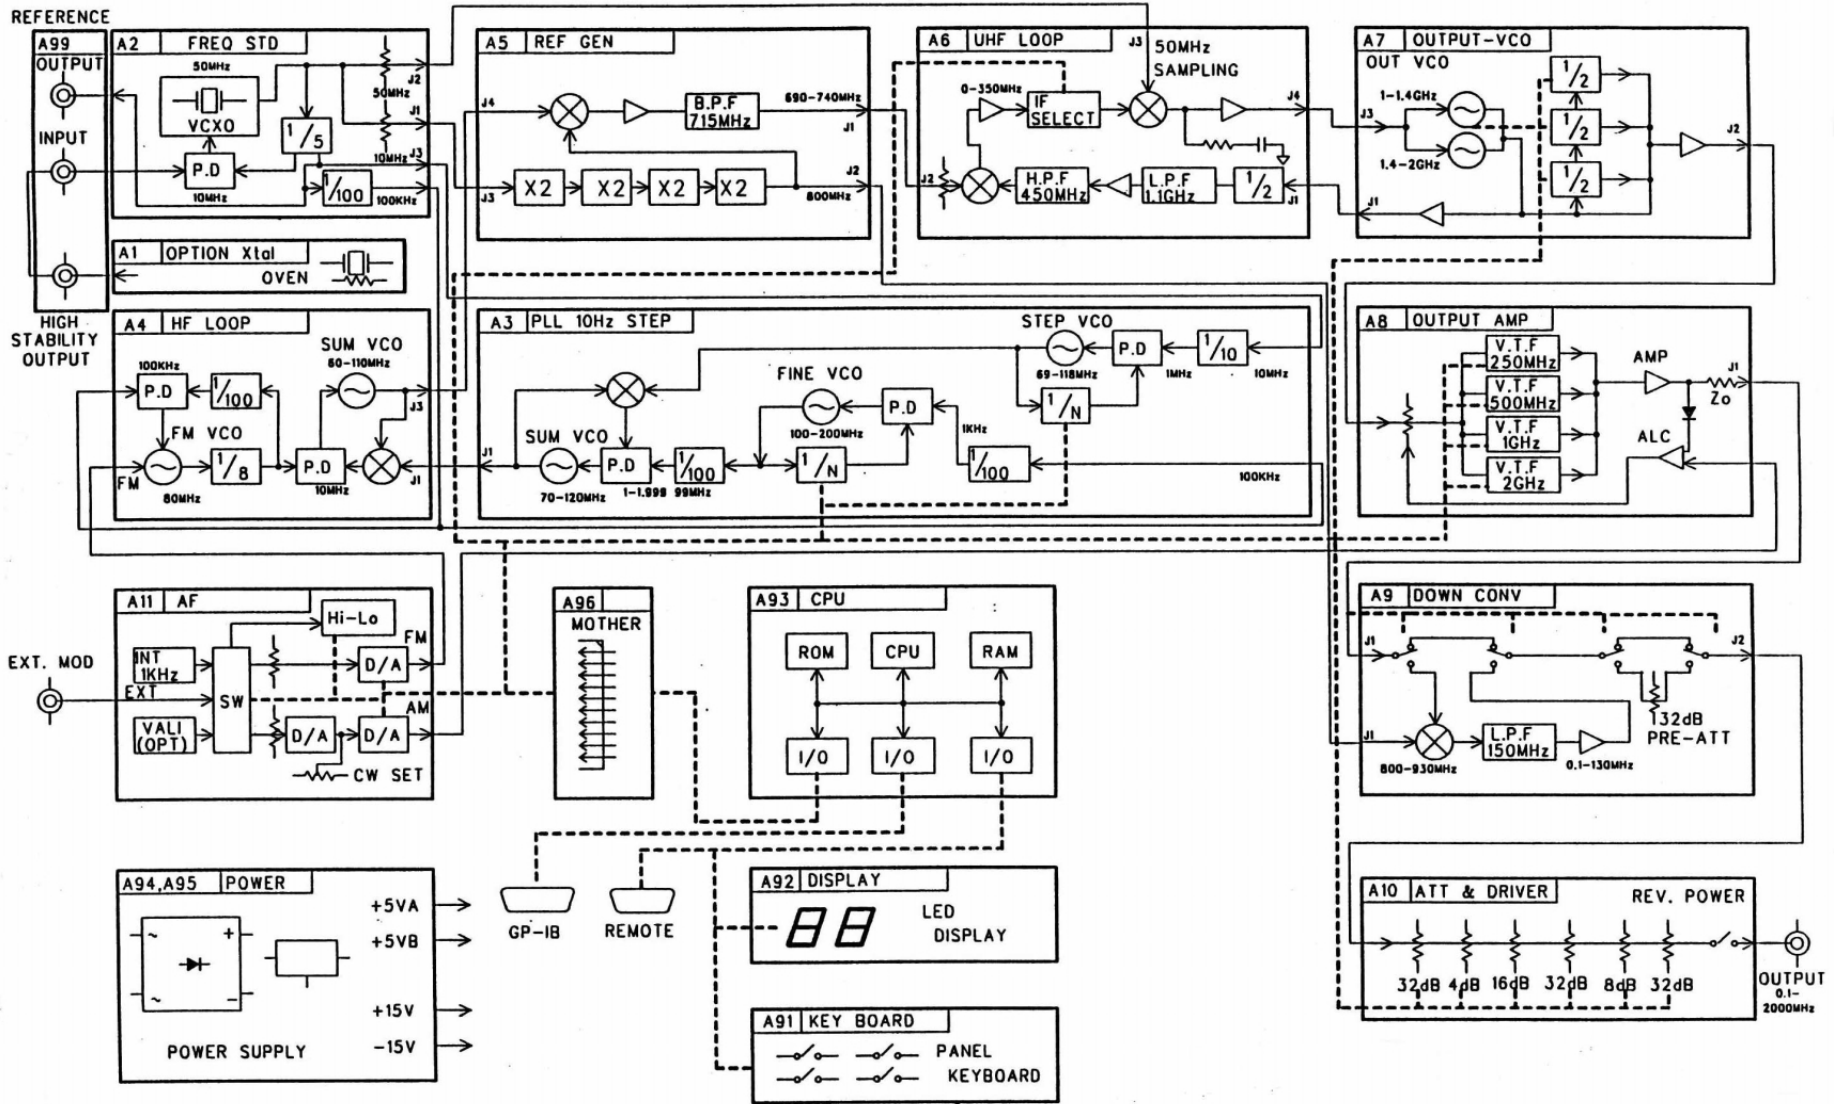 REFERENCE
A99
OUTPUT
INPUT
HIGH
STABILITY
OUTPUT
A2 FREQ STD
50MHz
VCXO
1/5
P.D
10MHz
1/100
100KHz
J2
50MHz
J1
10MHz
J3
A1 OPTION Xtal
OVEN
A5 REF GEN
J4
B.P.F
715MHz
690-740MHz
J1
J3
X2 X2 X2 X2
J2
800MHz
A6 UHF LOOP
J3
50MHz
SAMPLING
0-350MHz
IF
SELECT
J4
J2
H.P.F
450MHz
L.P.F
1.1GHz
1/2
J1
A7 OUTPUT-VCO
OUT VCO
1-1.4GHz
J3
1.4-2GHz
1/2
1/2
1/2
J2
J1
A4 HF LOOP
SUM VCO
60-110MHz
100KHz
P.D
1/100
J3
FM VCO
1/8
P.D
FM
80MHz
10MHz
J1
A3 PLL 10Hz STEP
STEP VCO
69-118MHz
P.D
1MHz
1/10
10MHz
FINE VCO
100-200MHz
P.D
1/N
1KHz
J1
SUM VCO
70-120MHz
P.D
1-1.999 99MHz
1/100
1/N
1/100
100KHz
A8 OUTPUT AMP
V.T.F
250MHz
V.T.F
500MHz
V.T.F
1GHz
V.T.F
2GHz
AMP
J1
Zo
ALC
A11 AF
Hi-Lo
FM
INT
1KHz
D/A
EXT. MOD
EXT
SW
AM
VALI
(OPT)
D/A
D/A
CW SET
A96
MOTHER
A93 CPU
ROM CPU RAM
I/O I/O I/O
A9 DOWN CONV
J1
J2
32dB
PRE-ATT
J1
L.P.F
150MHz
800-930MHz
0.1-130MHz
A94,A95 POWER
+5VA
+5VB
+15V
-15V
~ +
~ −
POWER SUPPLY
GP-IB
REMOTE
A92 DISPLAY
88
LED
DISPLAY
A91 KEY BOARD
PANEL
KEYBOARD
A10 ATT & DRIVER
REV. POWER
32dB 4dB 16dB 32dB 8dB 32dB
OUTPUT
0.1-
2000MHz